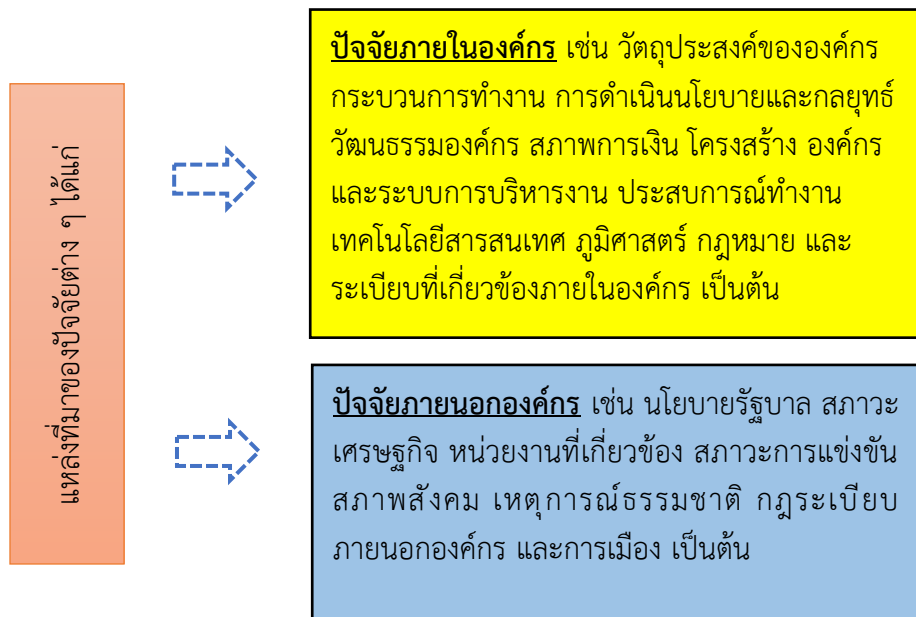 แหล่งที่มาของปัจจัยต่าง ๆ ได้แก่
ปัจจัยภายในองค์กร เช่น วัตถุประสงค์ขององค์กร
กระบวนการทำงาน การดำเนินนโยบายและกลยุทธ์
วัฒนธรรมองค์กร สภาพการเงิน โครงสร้าง องค์กร
และระบบการบริหารงาน ประสบการณ์ทำงาน
เทคโนโลยีสารสนเทศ ภูมิศาสตร์ กฎหมาย และ
ระเบียบที่เกี่ยวข้องภายในองค์กร เป็นต้น
ปัจจัยภายนอกองค์กร เช่น นโยบายรัฐบาล สภาวะ
เศรษฐกิจ หน่วยงานที่เกี่ยวข้อง สภาวะการแข่งขัน
สภาพสังคม เหตุการณ์ธรรมชาติ กฎระเบียบ
ภายนอกองค์กร และการเมือง เป็นต้น